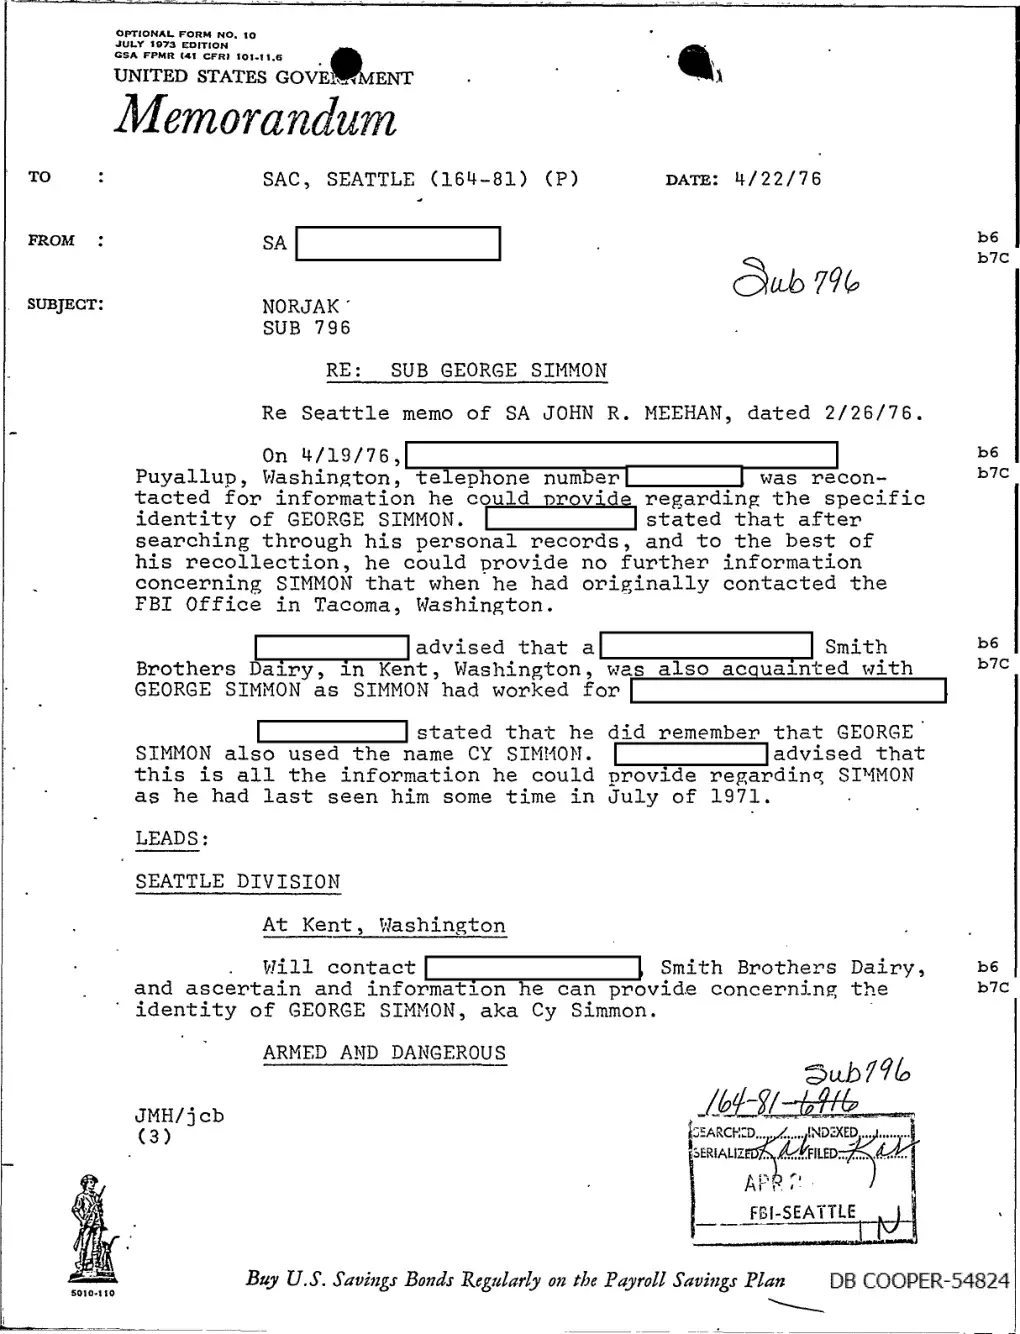 OPTIONAL FORM NO. 10
JULY 1973 EDITION
GSA FPMR (41 CFR) 101-11.6
UNITED STATES GOVERNMENT
Memorandum
TO : SAC, SEATTLE (164-81) (P) DATE: 4/22/76
FROM : SA b6
b7C
Sub 796
SUBJECT: NORJAK
SUB 796
RE: SUB GEORGE SIMMON
Re Seattle memo of SA JOHN R. MEEHAN, dated 2/26/76.
On 4/19/76, b6
Puyallup, Washington, telephone number was recon- b7C
tacted for information he could provide regarding the specific
identity of GEORGE SIMMON. stated that after
searching through his personal records, and to the best of
his recollection, he could provide no further information
concerning SIMMON that when he had originally contacted the
FBI Office in Tacoma, Washington.
advised that a Smith b6
Brothers Dairy, in Kent, Washington, was also acquainted with b7C
GEORGE SIMMON as SIMMON had worked for
stated that he did remember that GEORGE
SIMMON also used the name CY SIMMON. advised that
this is all the information he could provide regarding SIMMON
as he had last seen him some time in July of 1971.
LEADS:
SEATTLE DIVISION
At Kent, Washington
Will contact , Smith Brothers Dairy, b6
and ascertain and information he can provide concerning the b7C
identity of GEORGE SIMMON, aka Cy Simmon.
ARMED AND DANGEROUS
Sub 796
164-81-6916
JMH/jcb
(3)
SEARCHED INDEXED
SERIALIZED FILED
APR
FBI-SEATTLE
5010-110
Buy U.S. Savings Bonds Regularly on the Payroll Savings Plan
DB COOPER-54824